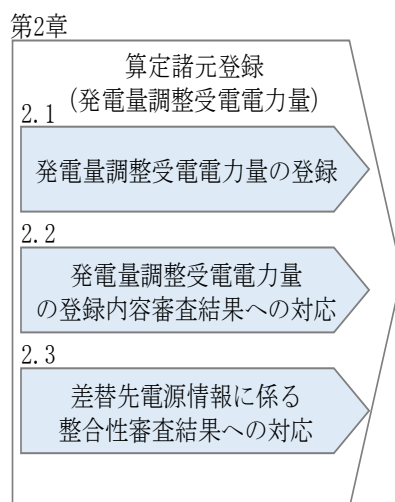 第2章
算定諸元登録
(発電量調整受電電力量)
2.1
発電量調整受電電力量の登録
2.2
発電量調整受電電力量
の登録内容審査結果への対応
2.3
差替先電源情報に係る
整合性審査結果への対応